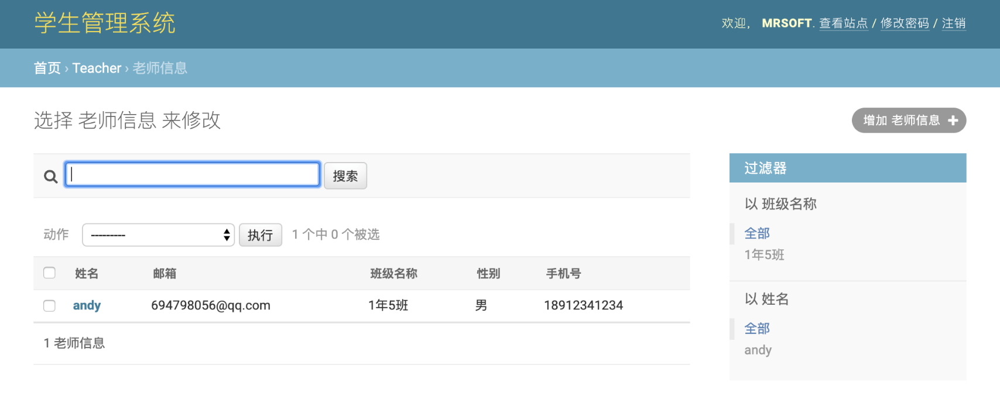 学生管理系统
欢迎, MRSOFT. 查看站点 / 修改密码 / 注销
首页 › Teacher › 老师信息
选择 老师信息 来修改
增加 老师信息 +
搜索
动作 --------- 执行 1 个中 0 个被选
姓名 邮箱 班级名称 性别 手机号
andy 694798056@qq.com 1年5班 男 18912341234
1 老师信息
过滤器
以 班级名称
全部
1年5班
以 姓名
全部
andy